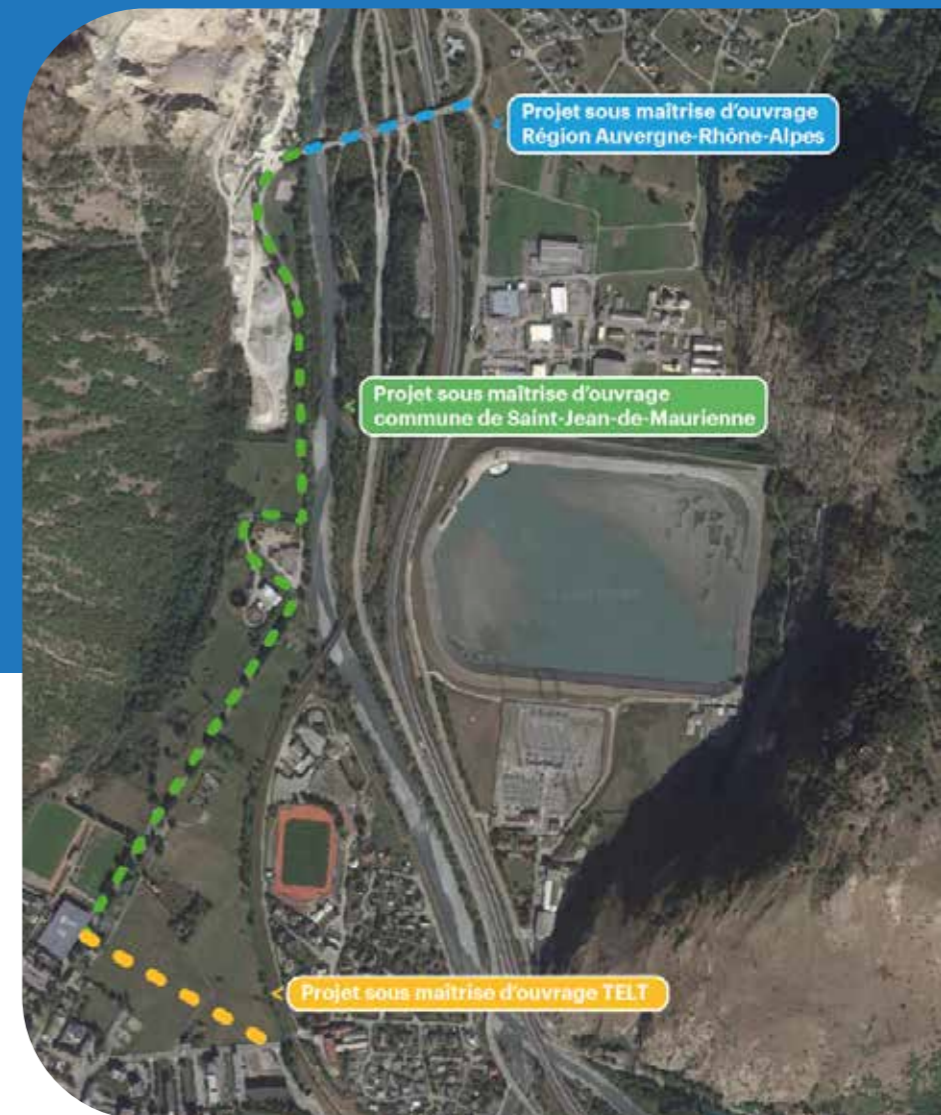 Projet sous maîtrise d'ouvrage
Région Auvergne-Rhône-Alpes
Projet sous maîtrise d'ouvrage
commune de Saint-Jean-de-Maurienne
Projet sous maîtrise d'ouvrage TELT